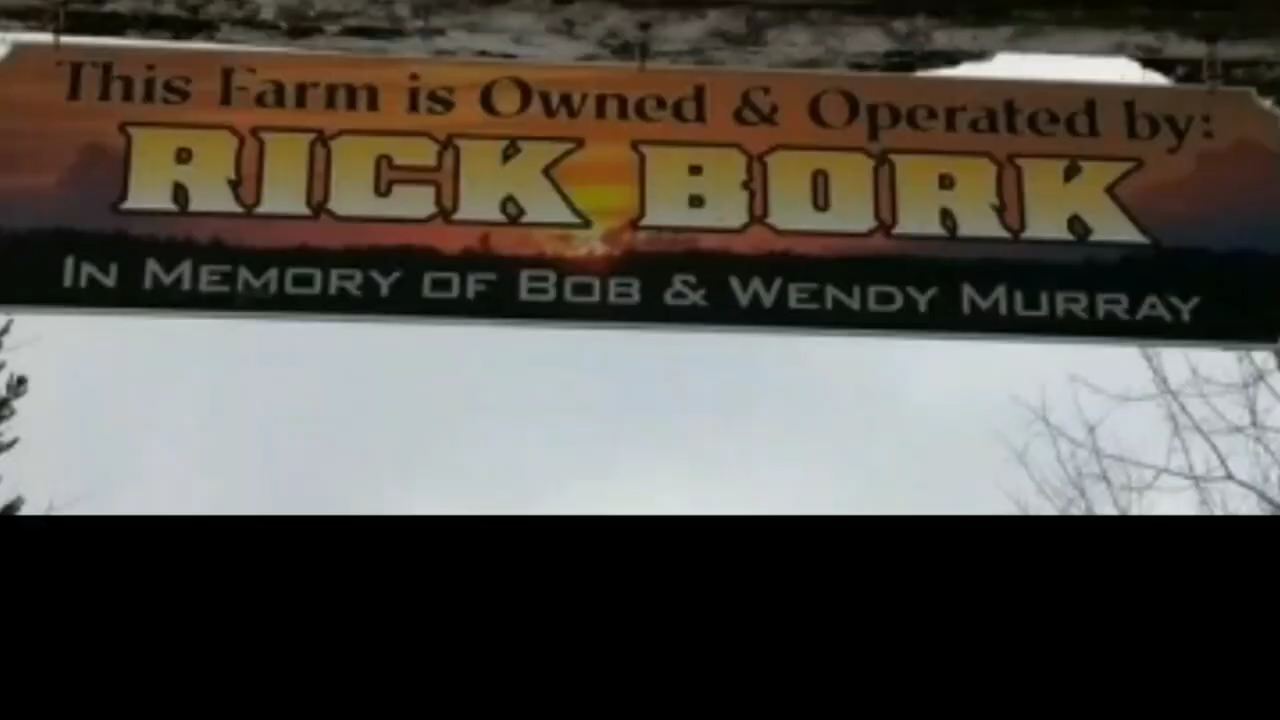 This Farm is Owned & Operated by:
RICK BORK
IN MEMORY OF BOB & WENDY MURRAY